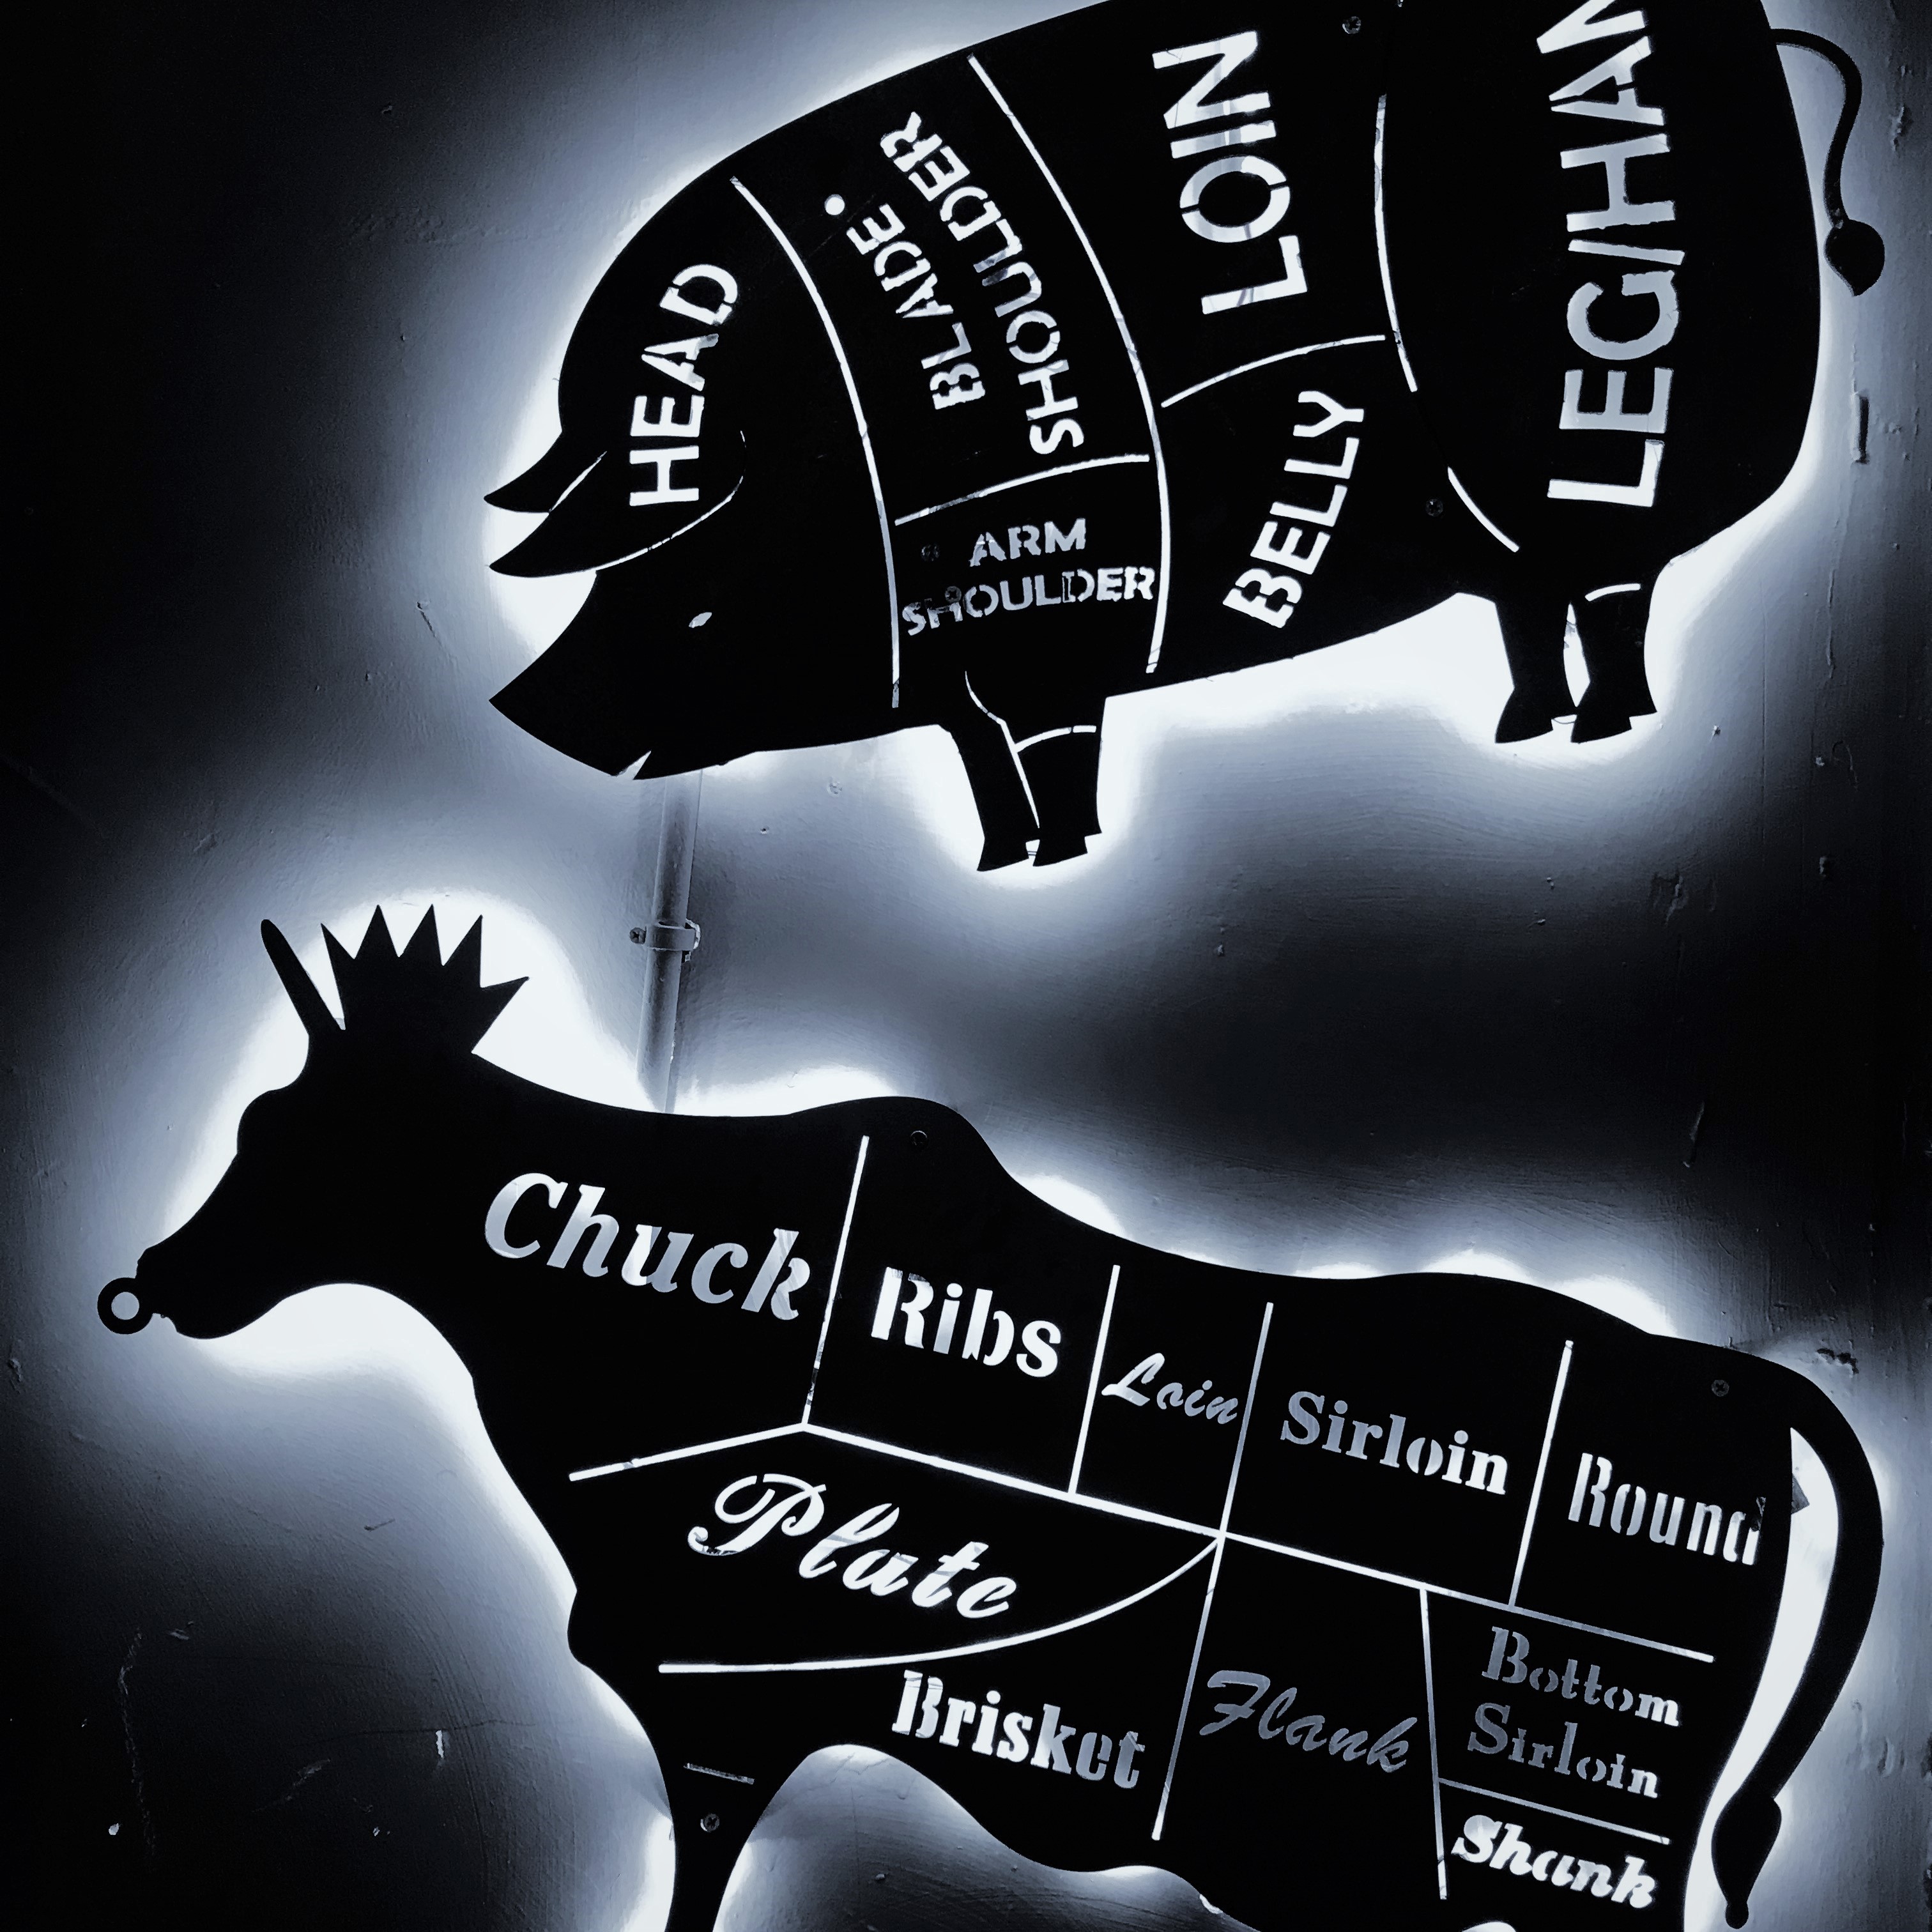 HEAD
BLADE
SHOULDER
LOIN
LEG/HAM
ARM
SHOULDER
BELLY
Chuck
Ribs
Loin
Sirloin
Round
Plate
Brisket
Flank
Bottom
Sirloin
Shank